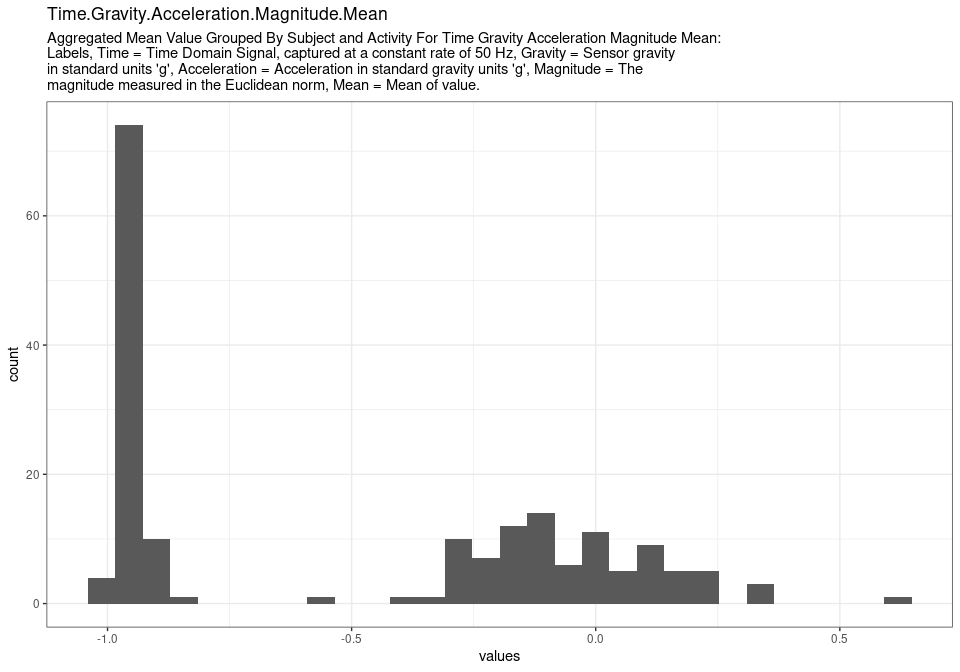 Time.Gravity.Acceleration.Magnitude.Mean
Aggregated Mean Value Grouped By Subject and Activity For Time Gravity Acceleration Magnitude Mean:
Labels, Time = Time Domain Signal, captured at a constant rate of 50 Hz, Gravity = Sensor gravity
in standard units 'g', Acceleration = Acceleration in standard gravity units 'g', Magnitude = The
magnitude measured in the Euclidean norm, Mean = Mean of value.
60
40
20
0
count
-1.0
-0.5
0.0
0.5
values